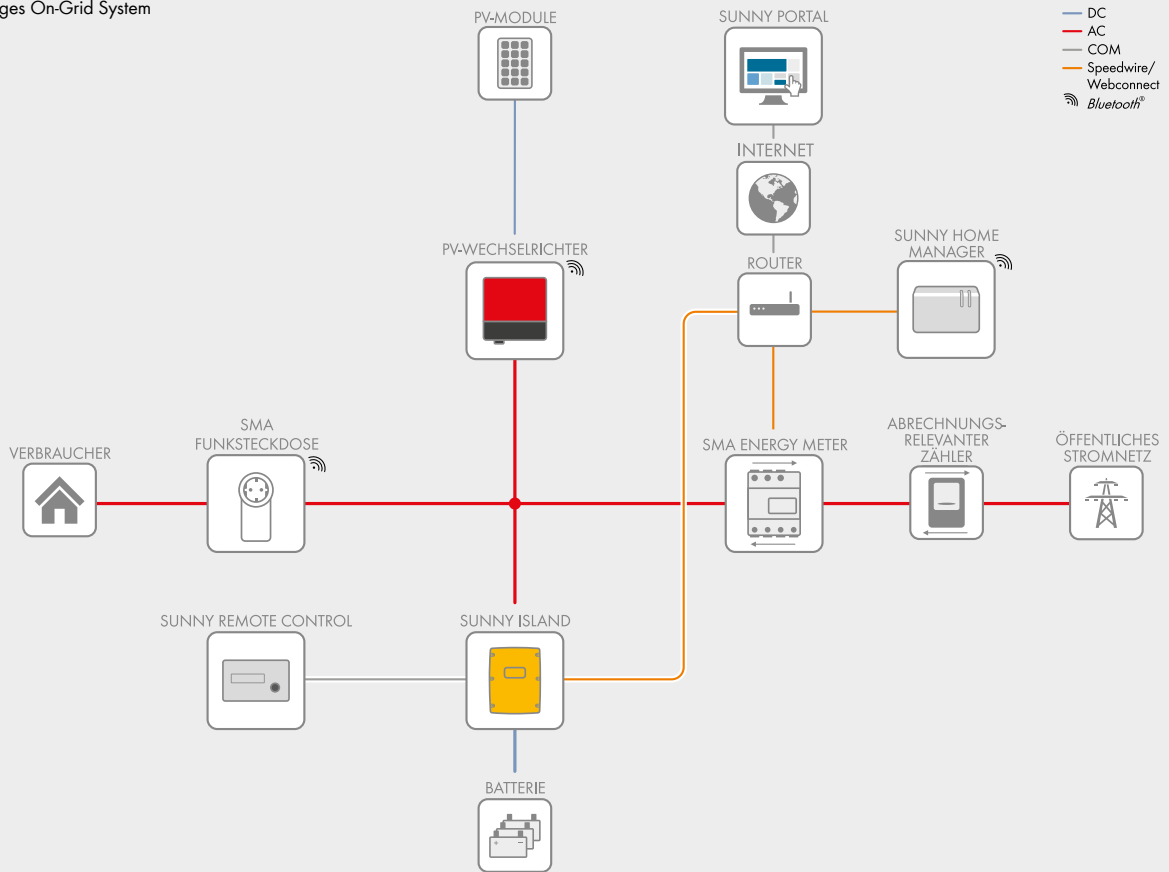 ges On-Grid System
PV-MODULE
SUNNY PORTAL
DC
AC
COM
Speedwire/
Webconnect
Bluetooth®
INTERNET
PV-WECHSELRICHTER
ROUTER
SUNNY HOME
MANAGER
VERBRAUCHER
SMA
FUNKSTECKDOSE
SMA ENERGY METER
ABRECHNUNGS-
RELEVANTER
ZÄHLER
ÖFFENTLICHES
STROMNETZ
SUNNY REMOTE CONTROL
SUNNY ISLAND
BATTERIE